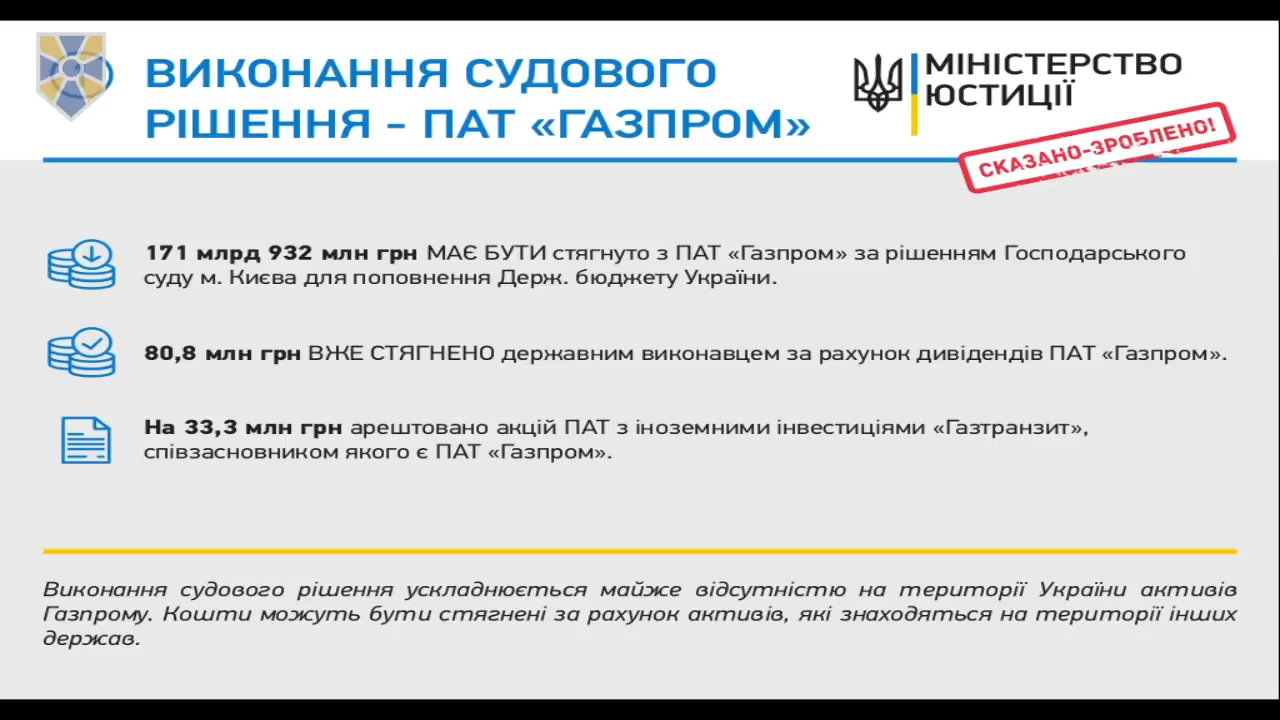 ВИКОНАННЯ СУДОВОГО
РІШЕННЯ - ПАТ «ГАЗПРОМ»
МІНІСТЕРСТВО
ЮСТИЦІЇ
СКАЗАНО-ЗРОБЛЕНО!
171 млрд 932 млн грн МАЄ БУТИ стягнуто з ПАТ «Газпром» за рішенням Господарського
суду м. Києва для поповнення Держ. бюджету України.
80,8 млн грн ВЖЕ СТЯГНЕНО державним виконавцем за рахунок дивідендів ПАТ «Газпром».
На 33,3 млн грн арештовано акцій ПАТ з іноземними інвестиціями «Газтранзит»,
співзасновником якого є ПАТ «Газпром».
Виконання судового рішення ускладнюється майже відсутністю на території України активів
Газпрому. Кошти можуть бути стягнені за рахунок активів, які знаходяться на території інших
держав.